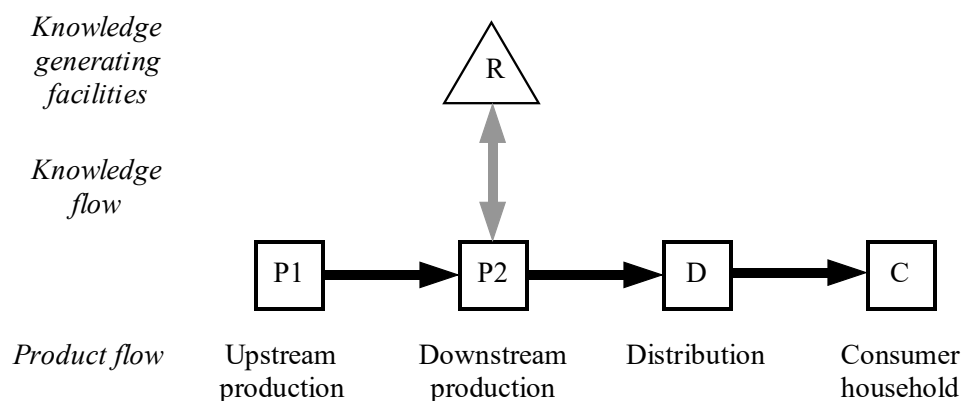 Knowledge
generating
facilities
R
Knowledge
flow
P1
P2
D
C
Product flow
Upstream
production
Downstream
production
Distribution
Consumer
household